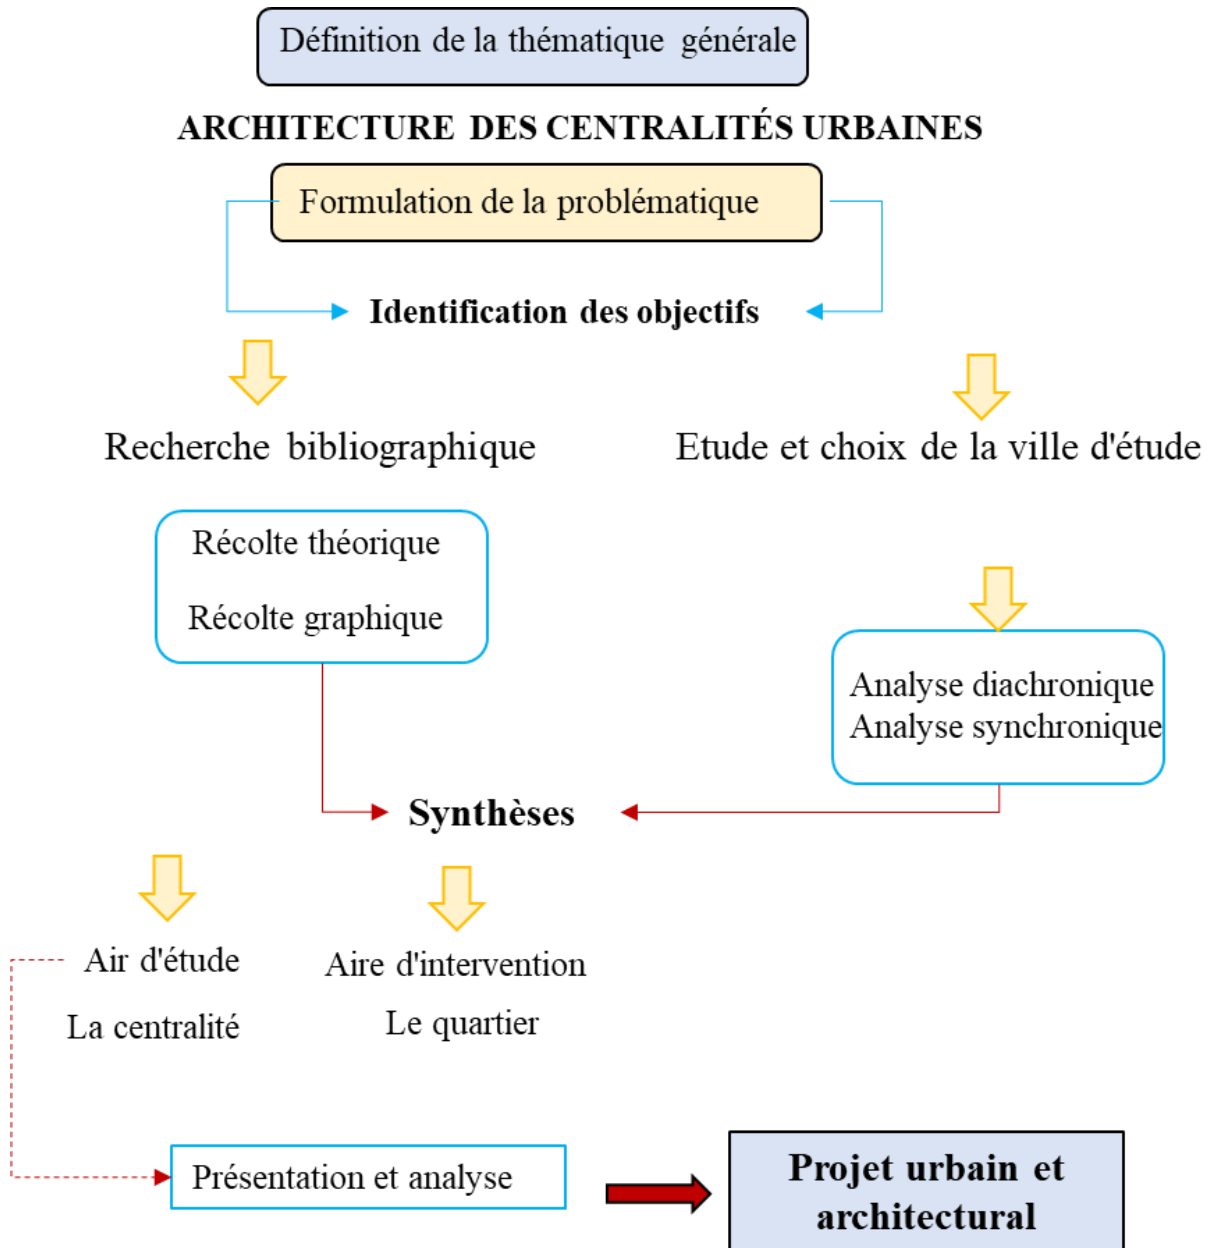 Définition de la thématique générale
ARCHITECTURE DES CENTRALITÉS URBAINES
Formulation de la problématique
Identification des objectifs
Recherche bibliographique
Etude et choix de la ville d'étude
Récolte théorique
Récolte graphique
Analyse diachronique
Analyse synchronique
Synthèses
Air d'étude
La centralité
Aire d'intervention
Le quartier
Présentation et analyse
Projet urbain et
architectural